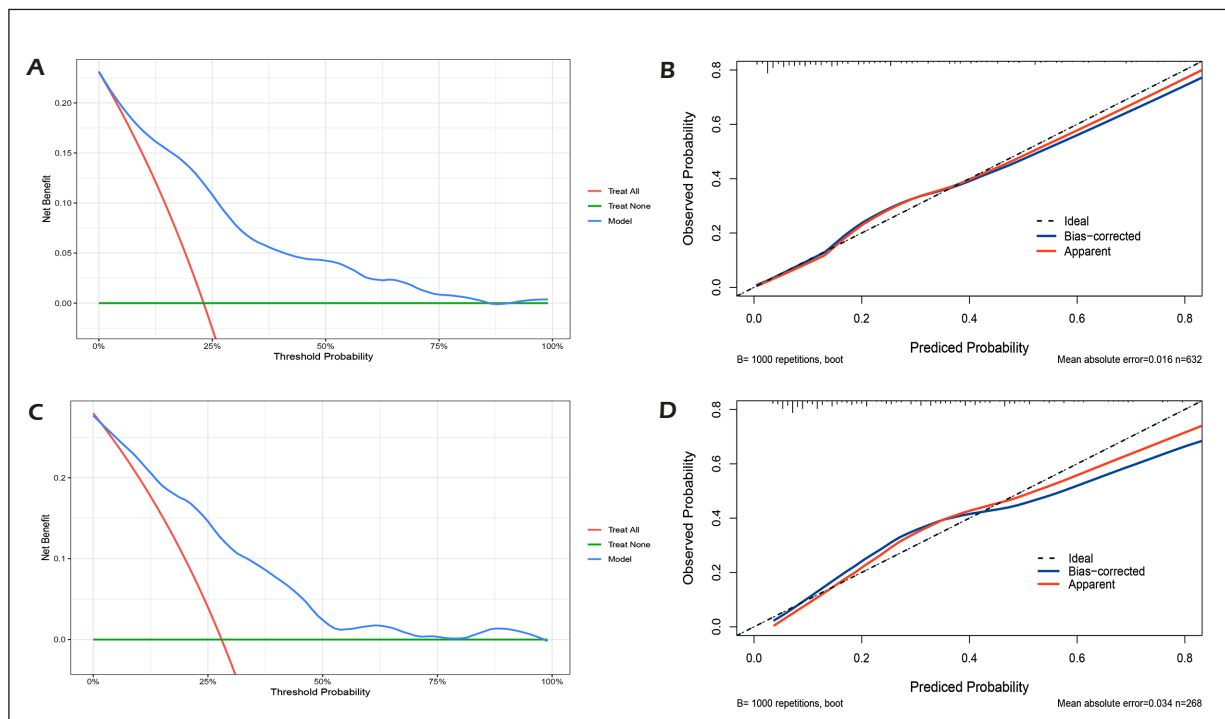 A
0.20
0.15
0.10
0.05
0.00
Net Benefit
0%
25%
50%
75%
100%
Threshold Probability
Treat All
Treat None
Model
B
0.8
0.6
0.4
0.2
0.0
Observed Probability
Ideal
Bias-corrected
Apparent
0.0
0.2
0.4
0.6
0.8
Prediced Probability
B= 1000 repetitions, boot
Mean absolute error=0.016 n=632
C
0.2
0.1
0.0
Net Benefit
0%
25%
50%
75%
100%
Threshold Probability
Treat All
Treat None
Model
D
0.8
0.6
0.4
0.2
0.0
Observed Probability
Ideal
Bias-corrected
Apparent
0.0
0.2
0.4
0.6
0.8
Prediced Probability
B= 1000 repetitions, boot
Mean absolute error=0.034 n=268